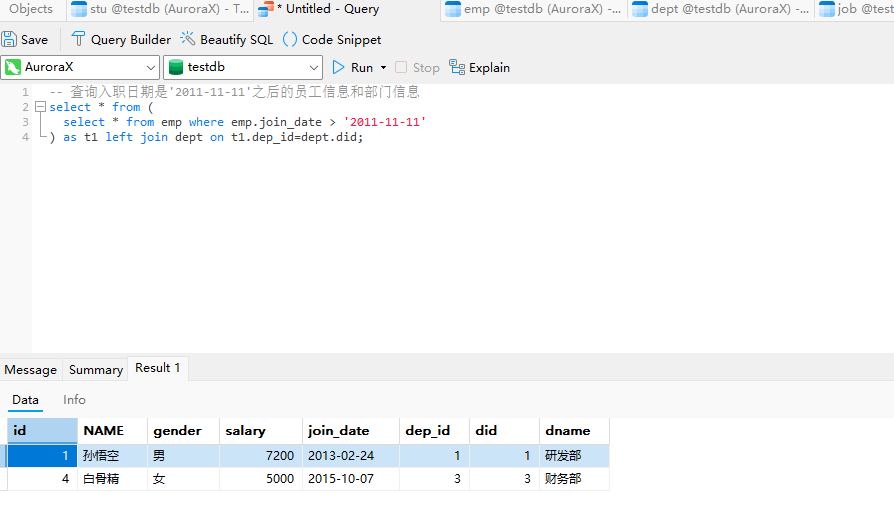 Objects stu @testdb (AuroraX) - T... * Untitled - Query emp @testdb (AuroraX) -... dept @testdb (AuroraX) -... job @test
Save Query Builder Beautify SQL () Code Snippet
AuroraX testdb Run Stop Explain
1 -- 查询入职日期是'2011-11-11'之后的员工信息和部门信息
2 select * from (
3 select * from emp where emp.join_date > '2011-11-11'
4 ) as t1 left join dept on t1.dep_id=dept.did;
Message Summary Result 1
Data Info
id NAME gender salary join_date dep_id did dname
1 孙悟空 男 7200 2013-02-24 1 1 研发部
4 白骨精 女 5000 2015-10-07 3 3 财务部